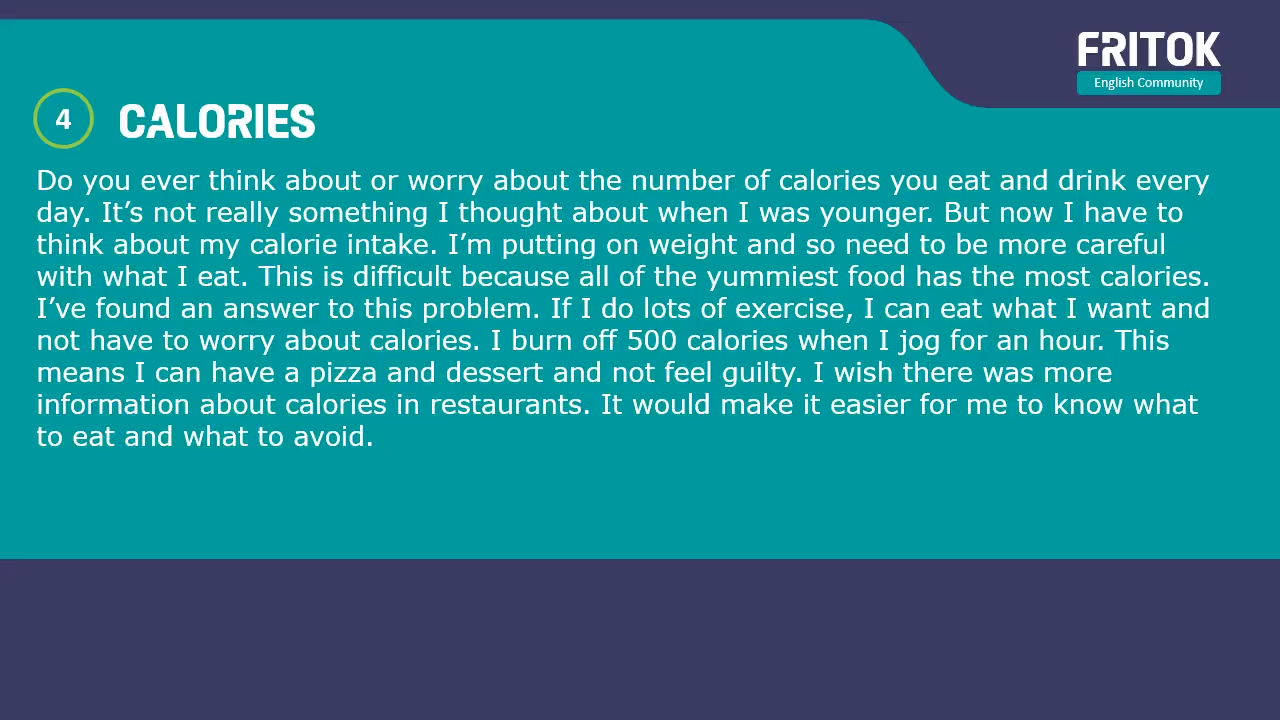 FRITOK
English Community
4
CALORIES
Do you ever think about or worry about the number of calories you eat and drink every
day. It’s not really something I thought about when I was younger. But now I have to
think about my calorie intake. I’m putting on weight and so need to be more careful
with what I eat. This is difficult because all of the yummiest food has the most calories.
I’ve found an answer to this problem. If I do lots of exercise, I can eat what I want and
not have to worry about calories. I burn off 500 calories when I jog for an hour. This
means I can have a pizza and dessert and not feel guilty. I wish there was more
information about calories in restaurants. It would make it easier for me to know what
to eat and what to avoid.